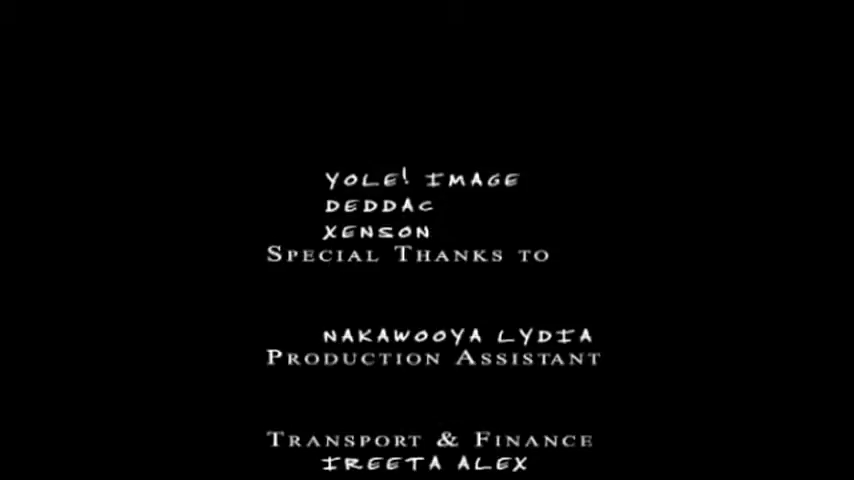 YOLE! IMAGE
DEDDAC
XENSON
SPECIAL THANKS TO
NAKAWOOYA LYDIA
PRODUCTION ASSISTANT
TRANSPORT & FINANCE
IREETA ALEX